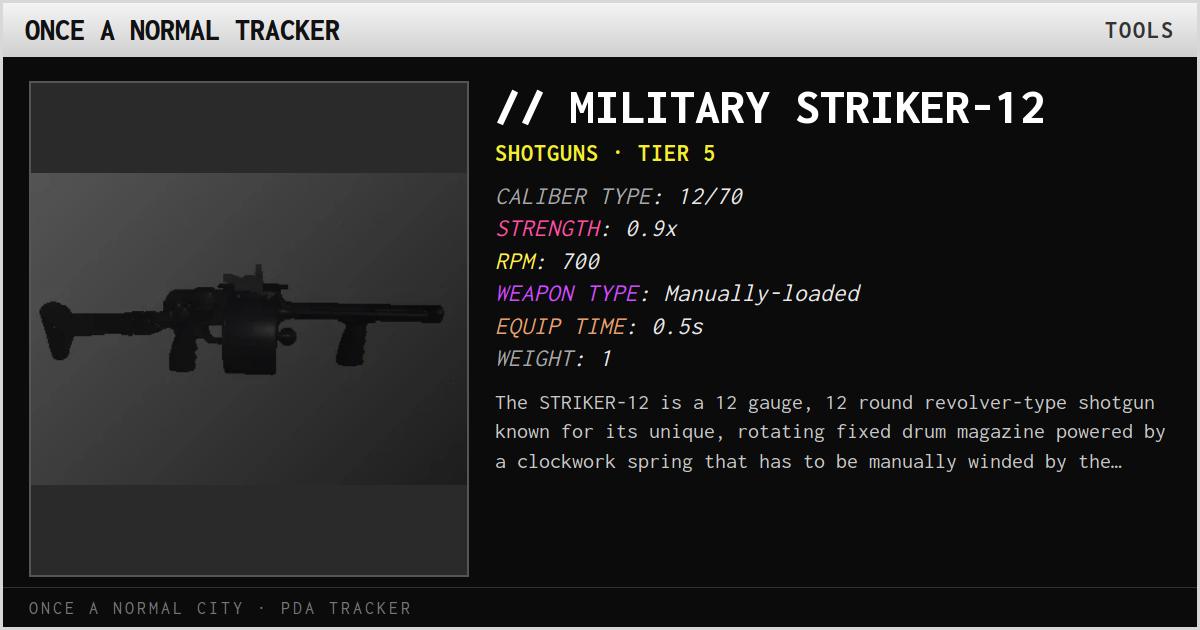 ONCE A NORMAL TRACKER
TOOLS
// MILITARY STRIKER-12
SHOTGUNS · TIER 5
CALIBER TYPE: 12/70
STRENGTH: 0.9x
RPM: 700
WEAPON TYPE: Manually-loaded
EQUIP TIME: 0.5s
WEIGHT: 1
The STRIKER-12 is a 12 gauge, 12 round revolver-type shotgun
known for its unique, rotating fixed drum magazine powered by
a clockwork spring that has to be manually winded by the…
ONCE A NORMAL CITY · PDA TRACKER